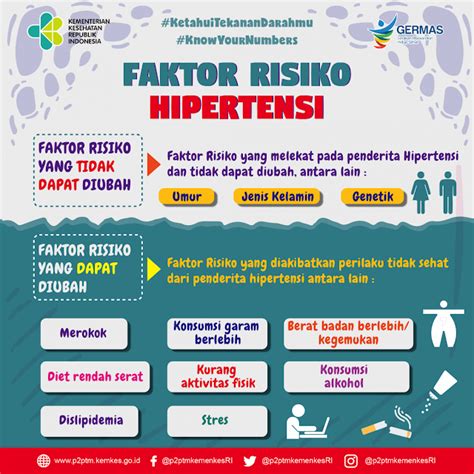 KEMENTERIAN
KESEHATAN
REPUBLIK
INDONESIA
#KetahuiTekananDarahmu
#KnowYourNumbers
GERMAS
FAKTOR RISIKO
HIPERTENSI
FAKTOR RISIKO
YANG TIDAK
DAPAT DIUBAH
Faktor Risiko yang melekat pada penderita Hipertensi
dan tidak dapat diubah, antara lain :
Umur
Jenis Kelamin
Genetik
FAKTOR RISIKO
YANG DAPAT
DIUBAH
Faktor Risiko yang diakibatkan perilaku tidak sehat
dari penderita hipertensi antara lain :
Merokok
Konsumsi garam
berlebih
Berat badan berlebih/
kegemukan
Diet rendah serat
Kurang
aktivitas fisik
Konsumsi
alkohol
Dislipidemia
Stres
www.p2ptm.kemkes.go.id
@p2ptmkemenkesRI
@p2ptmkemenkesRI
@p2ptmkemenkesRI